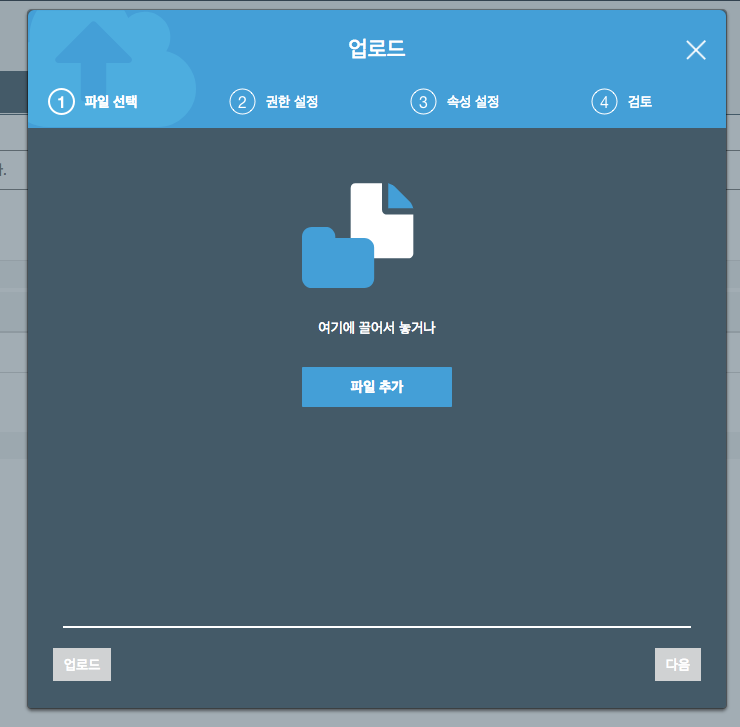 업로드
1 파일 선택
2 권한 설정
3 속성 설정
4 검토
여기에 끌어서 놓거나
파일 추가
업로드
다음